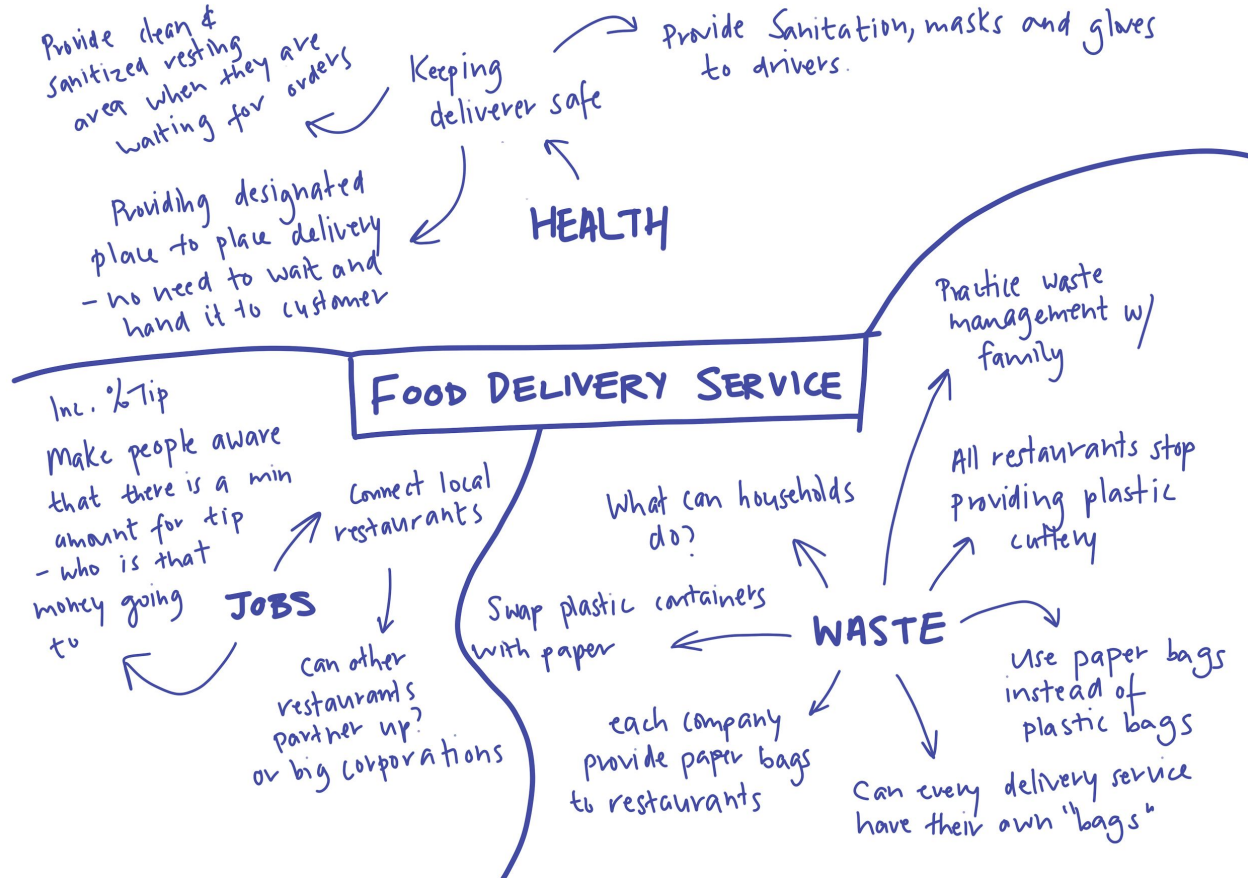 Provide clean &
sanitized resting
area when they are
waiting for orders
Keeping
deliverer safe
Provide Sanitation, masks and gloves
to drivers.
Providing designated
place to place delivery
- no need to wait and
hand it to customer
HEALTH
FOOD DELIVERY SERVICE
Inc. % Tip
Make people aware
that there is a min
amount for tip
- who is that
money going
to
JOBS
Connect local
restaurants
Can other
restaurants
partner up?
or big corporations
Practice waste
management w/
family
All restaurants stop
providing plastic
cuttery
What can households
do?
Swap plastic containers
with paper
WASTE
use paper bags
instead of
plastic bags
each company
provide paper bags
to restaurants
Can every delivery service
have their own "bags"